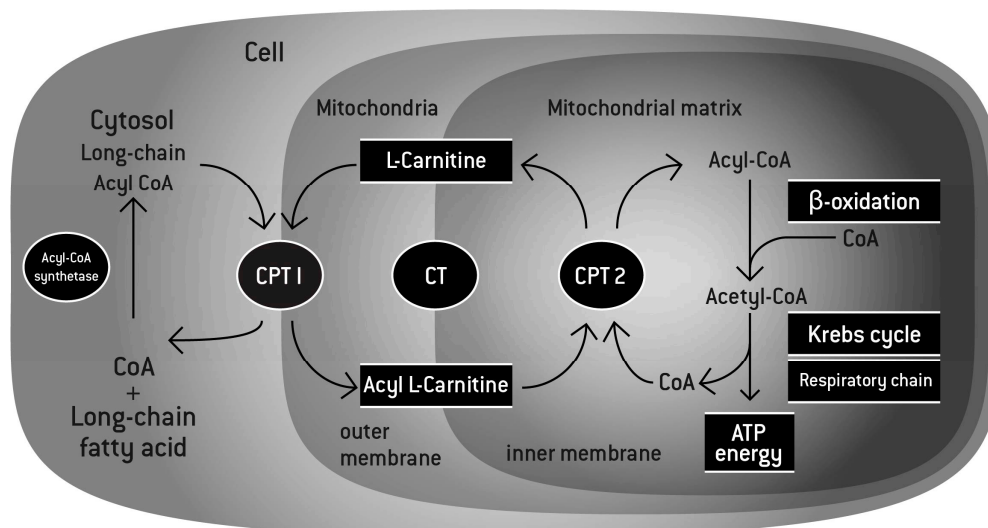 Cell
Mitochondria
Mitochondrial matrix
Cytosol
Long-chain
Acyl CoA
L-Carnitine
Acyl-CoA
β-oxidation
CoA
Acyl-CoA
synthetase
CPT 1
CT
CPT 2
Acetyl-CoA
Krebs cycle
Respiratory chain
CoA
+
Long-chain
fatty acid
Acyl L-Carnitine
CoA
outer
membrane
inner membrane
ATP
energy